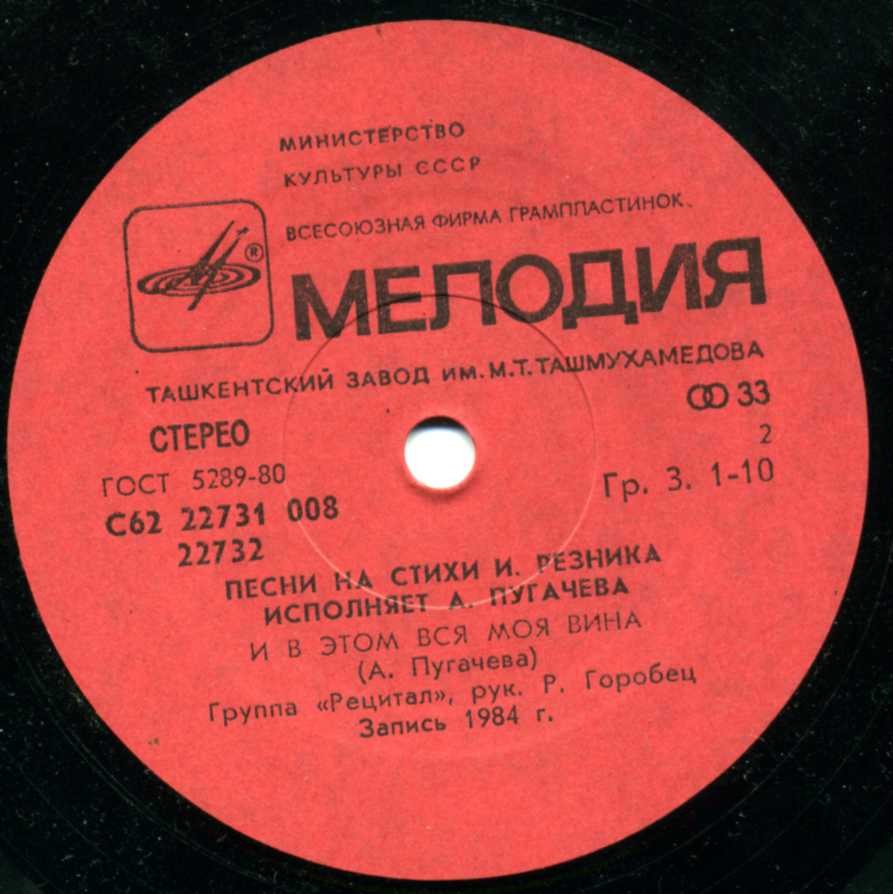 МИНИСТЕРСТВО
КУЛЬТУРЫ СССР
ВСЕСОЮЗНАЯ ФИРМА ГРАМПЛАСТИНОК
®
МЕЛОДИЯ
ТАШКЕНТСКИЙ ЗАВОД ИМ. М.Т. ТАШМУХАМЕДОВА
СТЕРЕО
33
2
ГОСТ 5289-80
Гр. 3. 1-10
С62 22731 008
22732
ПЕСНИ НА СТИХИ И. РЕЗНИКА
ИСПОЛНЯЕТ А. ПУГАЧЕВА
И В ЭТОМ ВСЯ МОЯ ВИНА
(А. Пугачева)
Группа «Рецитал», рук. Р. Горобец
Запись 1984 г.